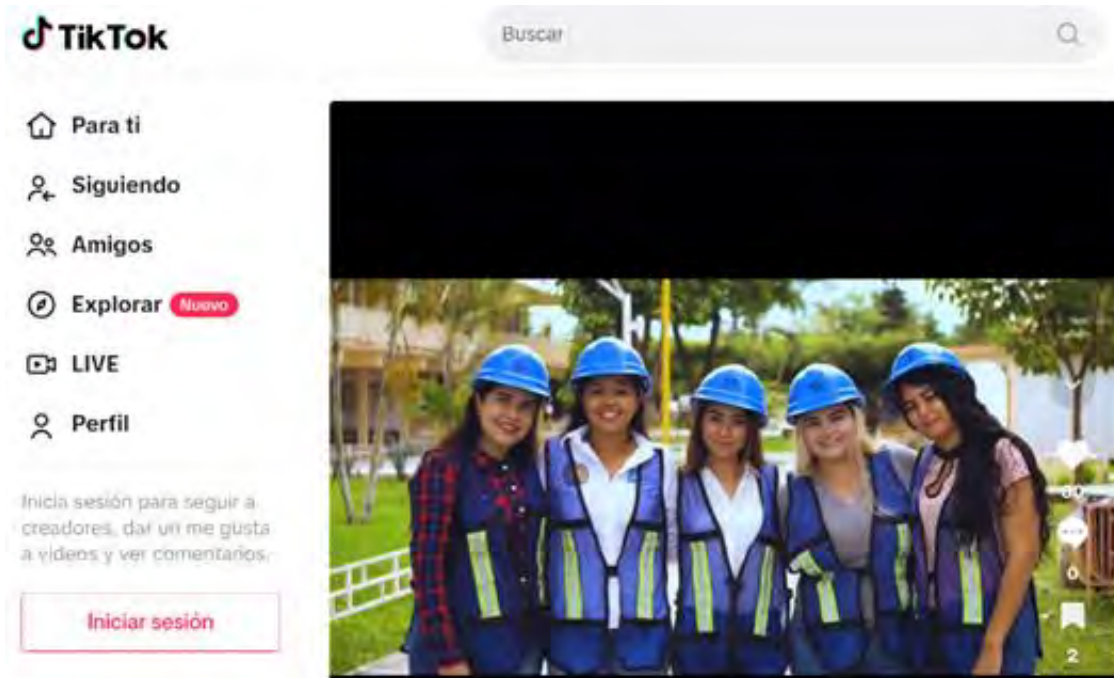 TikTok
Buscar
Para ti
Siguiendo
Amigos
Explorar Nuevo
LIVE
Perfil
Inicia sesión para seguir a
creadores, dar un me gusta
a videos y ver comentarios.
Iniciar sesión
80
0
2